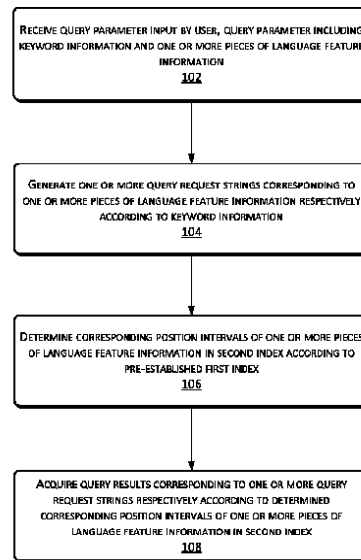 RECEIVE QUERY PARAMETER INPUT BY USER, QUERY PARAMETER INCLUDING
KEYWORD INFORMATION AND ONE OR MORE PIECES OF LANGUAGE FEATURE
INFORMATION
102
GENERATE ONE OR MORE QUERY REQUEST STRINGS CORRESPONDING TO
ONE OR MORE PIECES OF LANGUAGE FEATURE INFORMATION RESPECTIVELY
ACCORDING TO KEYWORD INFORMATION
104
DETERMINE CORRESPONDING POSITION INTERVALS OF ONE OR MORE PIECES
OF LANGUAGE FEATURE INFORMATION IN SECOND INDEX ACCORDING TO
PRE-ESTABLISHED FIRST INDEX
106
ACQUIRE QUERY RESULTS CORRESPONDING TO ONE OR MORE QUERY
REQUEST STRINGS RESPECTIVELY ACCORDING TO DETERMINED
CORRESPONDING POSITION INTERVALS OF ONE OR MORE PIECES OF
LANGUAGE FEATURE INFORMATION IN SECOND INDEX
108